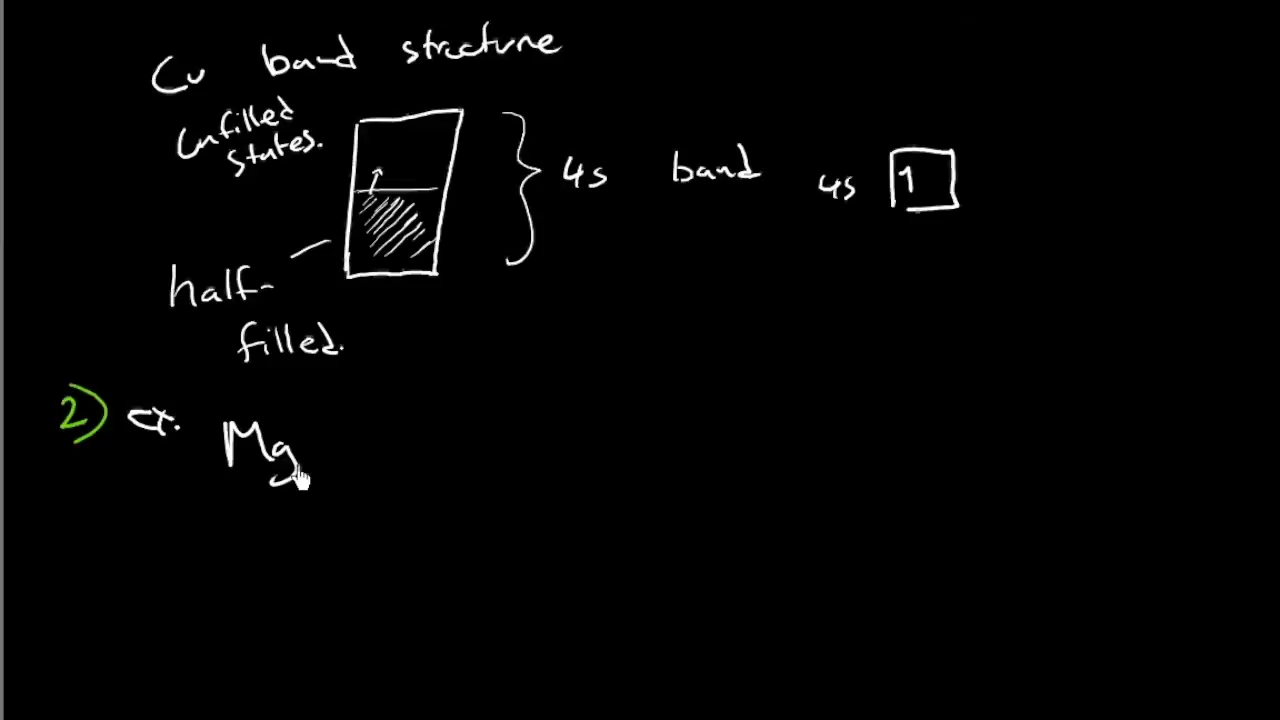 Cu band structure
Unfilled
states.
4s band 4s 1
half-
filled.
2) ex. Mg